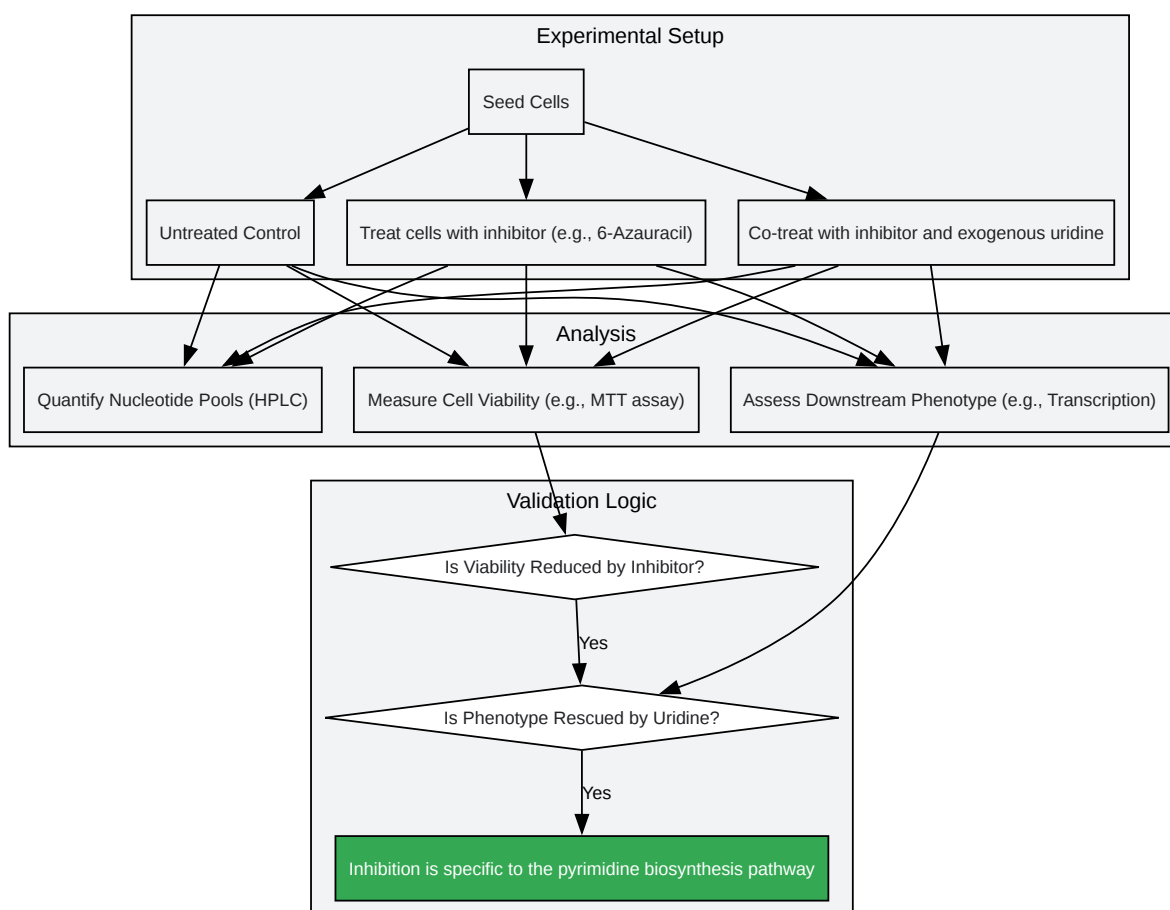 Experimental Setup
Seed Cells
Untreated Control
Treat cells with inhibitor (e.g., 6-Azauracil)
Co-treat with inhibitor and exogenous uridine
Analysis
Quantify Nucleotide Pools (HPLC)
Measure Cell Viability (e.g., MTT assay)
Assess Downstream Phenotype (e.g., Transcription)
Validation Logic
Is Viability Reduced by Inhibitor?
Yes
Is Phenotype Rescued by Uridine?
Yes
Inhibition is specific to the pyrimidine biosynthesis pathway